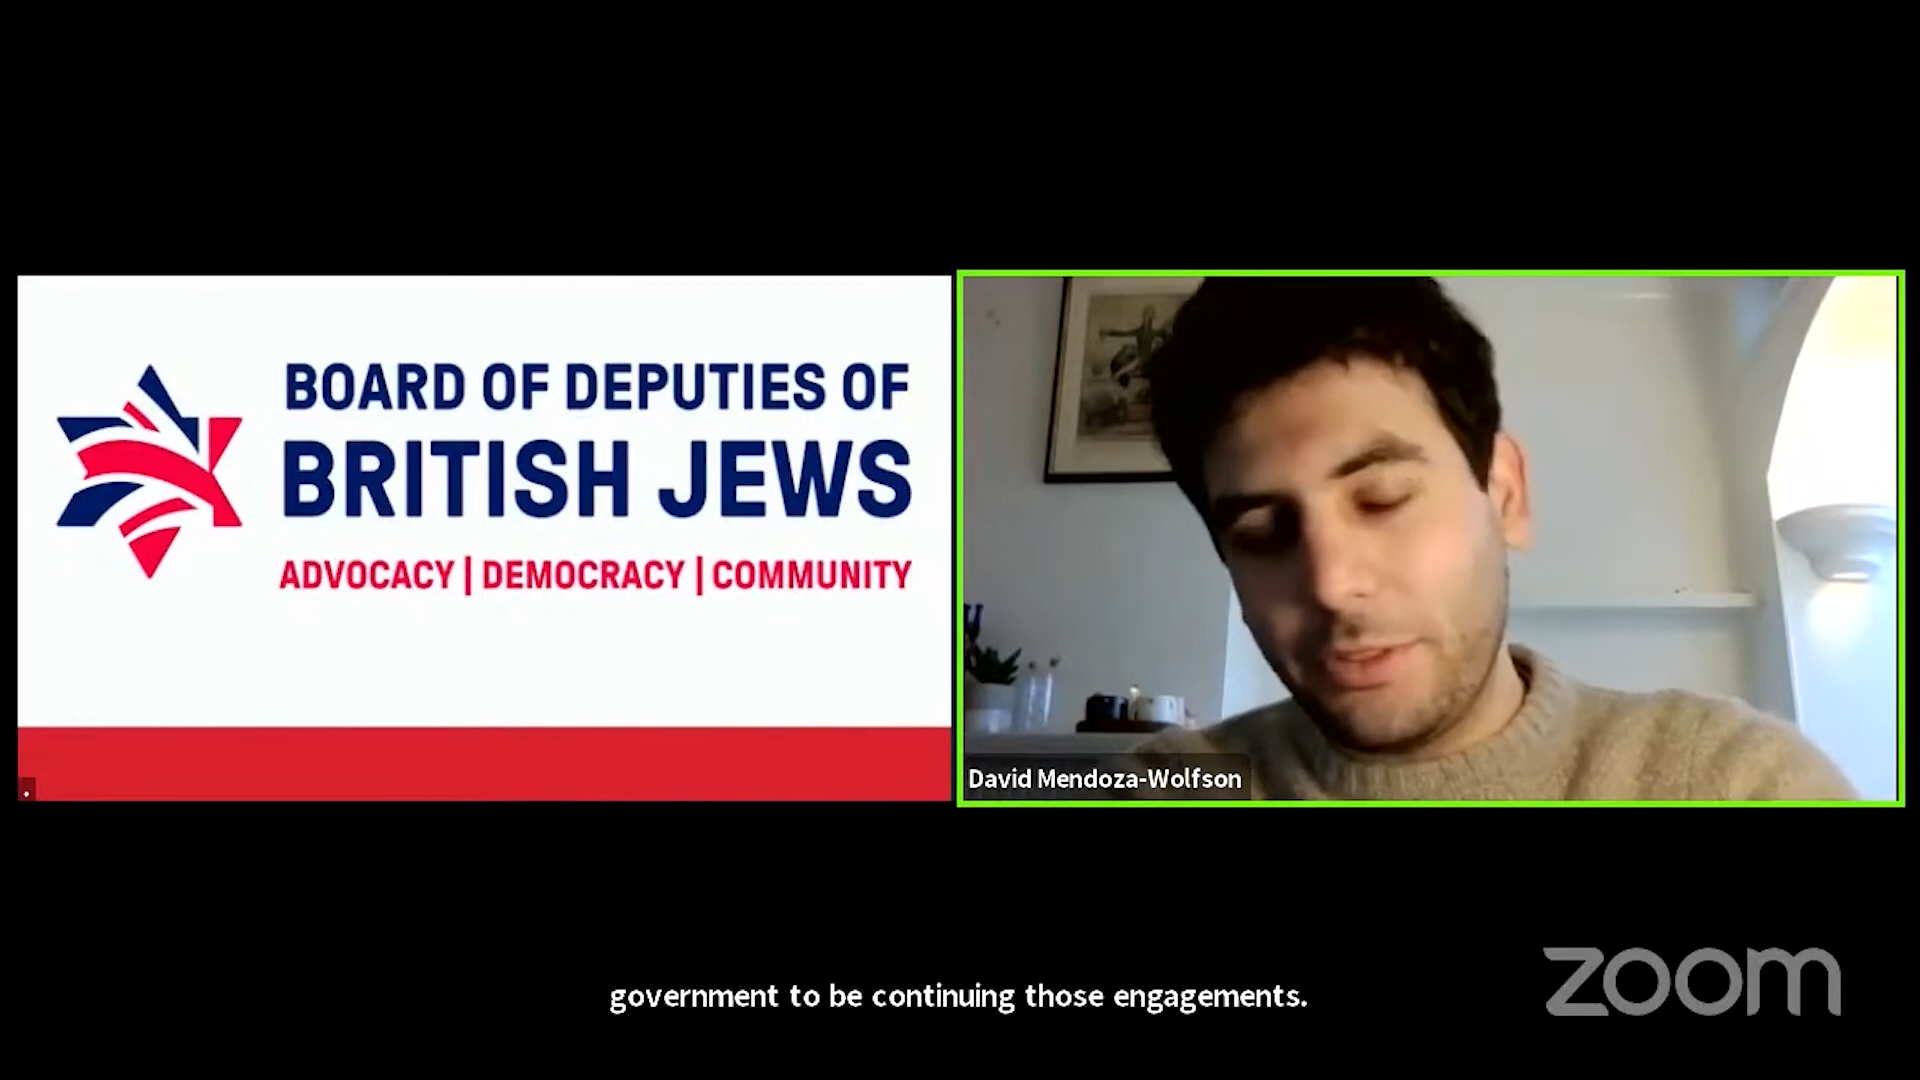 BOARD OF DEPUTIES OF
BRITISH JEWS
ADVOCACY | DEMOCRACY | COMMUNITY
.
David Mendoza-Wolfson
government to be continuing those engagements.
zoom